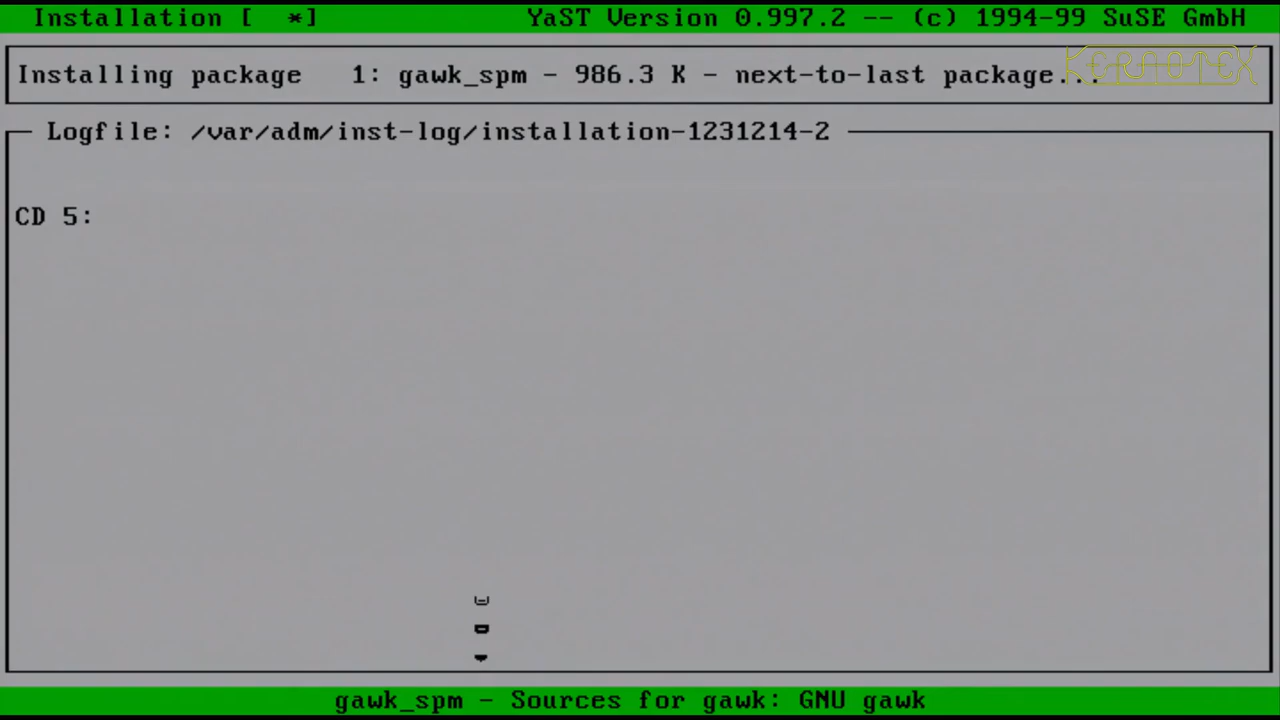 Installation [  *]
YaST Version 0.997.2 -- (c) 1994-99 SuSE GmbH
Installing package   1: gawk_spm - 986.3 K - next-to-last package...
KERAOTEX
Logfile: /var/adm/inst-log/installation-1231214-2
CD 5:
gawk_spm - Sources for gawk: GNU gawk